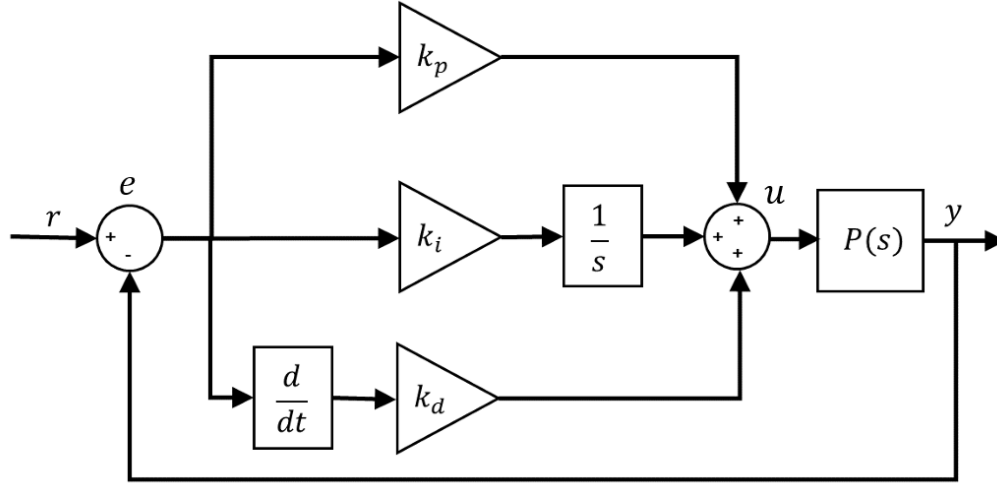 k_p
e
r
+
-
k_i
1
s
+
+
+
u
P(s)
y
d
dt
k_d